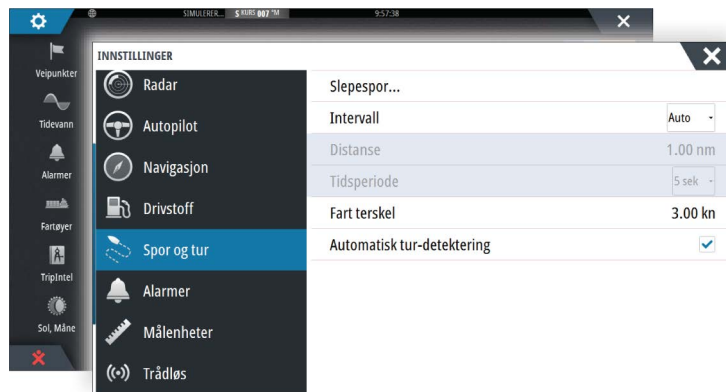 SIMULERER... S KURS 007 °M 9:57:38
Veipunkter
Tidevann
Alarmer
Fartøyer
TripIntel
Sol, Måne
INNSTILLINGER
Radar
Autopilot
Navigasjon
Drivstoff
Spor og tur
Alarmer
Målenheter
Trådløs
Slepespor...
Intervall Auto
Distanse 1.00 nm
Tidsperiode 5 sek
Fart terskel 3.00 kn
Automatisk tur-detektering